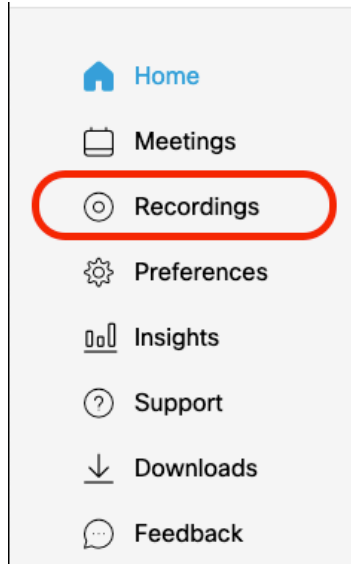 Home
Meetings
Recordings
Preferences
Insights
Support
Downloads
Feedback